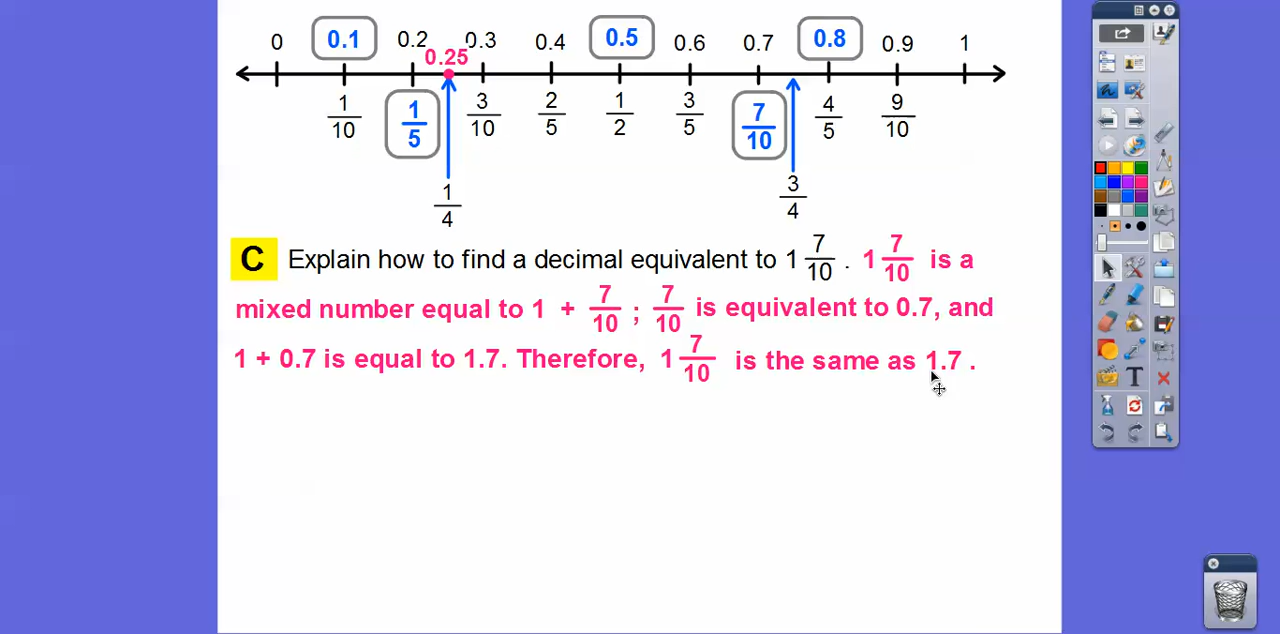 0 0.1 0.2 0.3 0.4 0.5 0.6 0.7 0.8 0.9 1
0.25
1/10 1/5 3/10 2/5 1/2 3/5 7/10 4/5 9/10
1/4 3/4
C Explain how to find a decimal equivalent to 1 7/10 . 1 7/10 is a
mixed number equal to 1 + 7/10 ; 7/10 is equivalent to 0.7, and
1 + 0.7 is equal to 1.7. Therefore, 1 7/10 is the same as 1.7 .